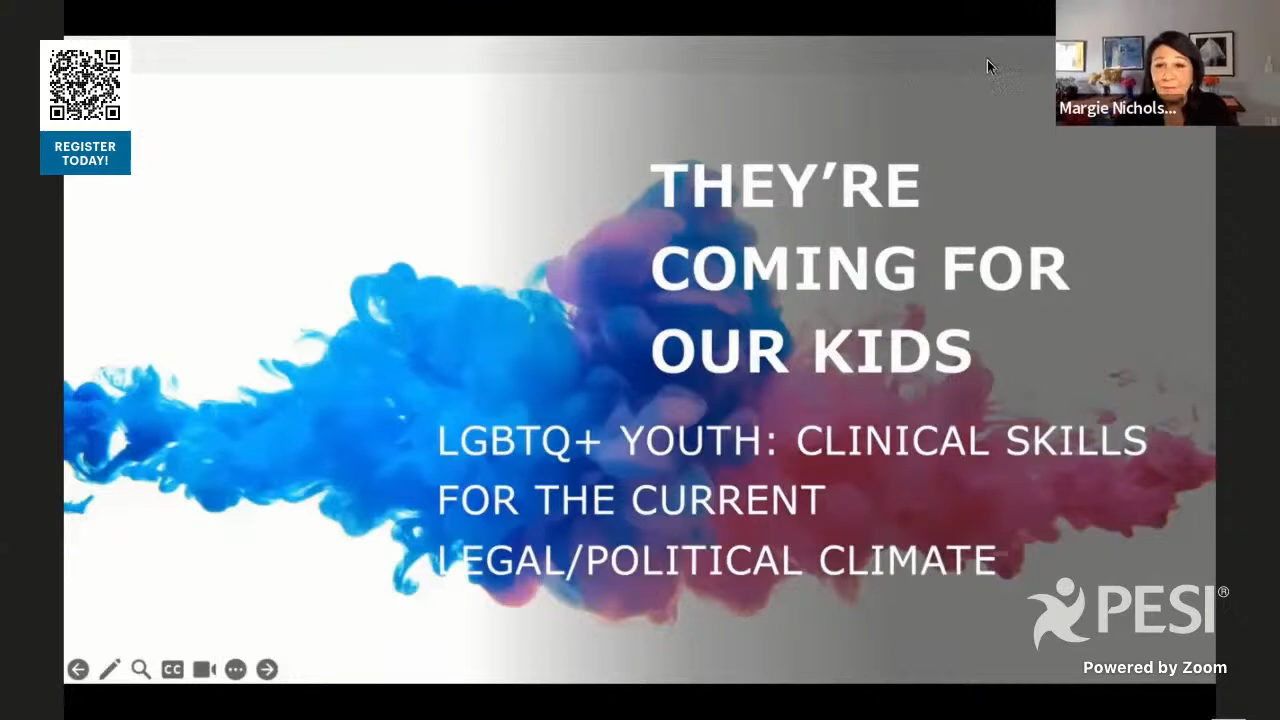 REGISTER
TODAY!
Margie Nichols...
THEY’RE
COMING FOR
OUR KIDS
LGBTQ+ YOUTH: CLINICAL SKILLS
FOR THE CURRENT
LEGAL/POLITICAL CLIMATE
PESI®
Powered by Zoom
CC